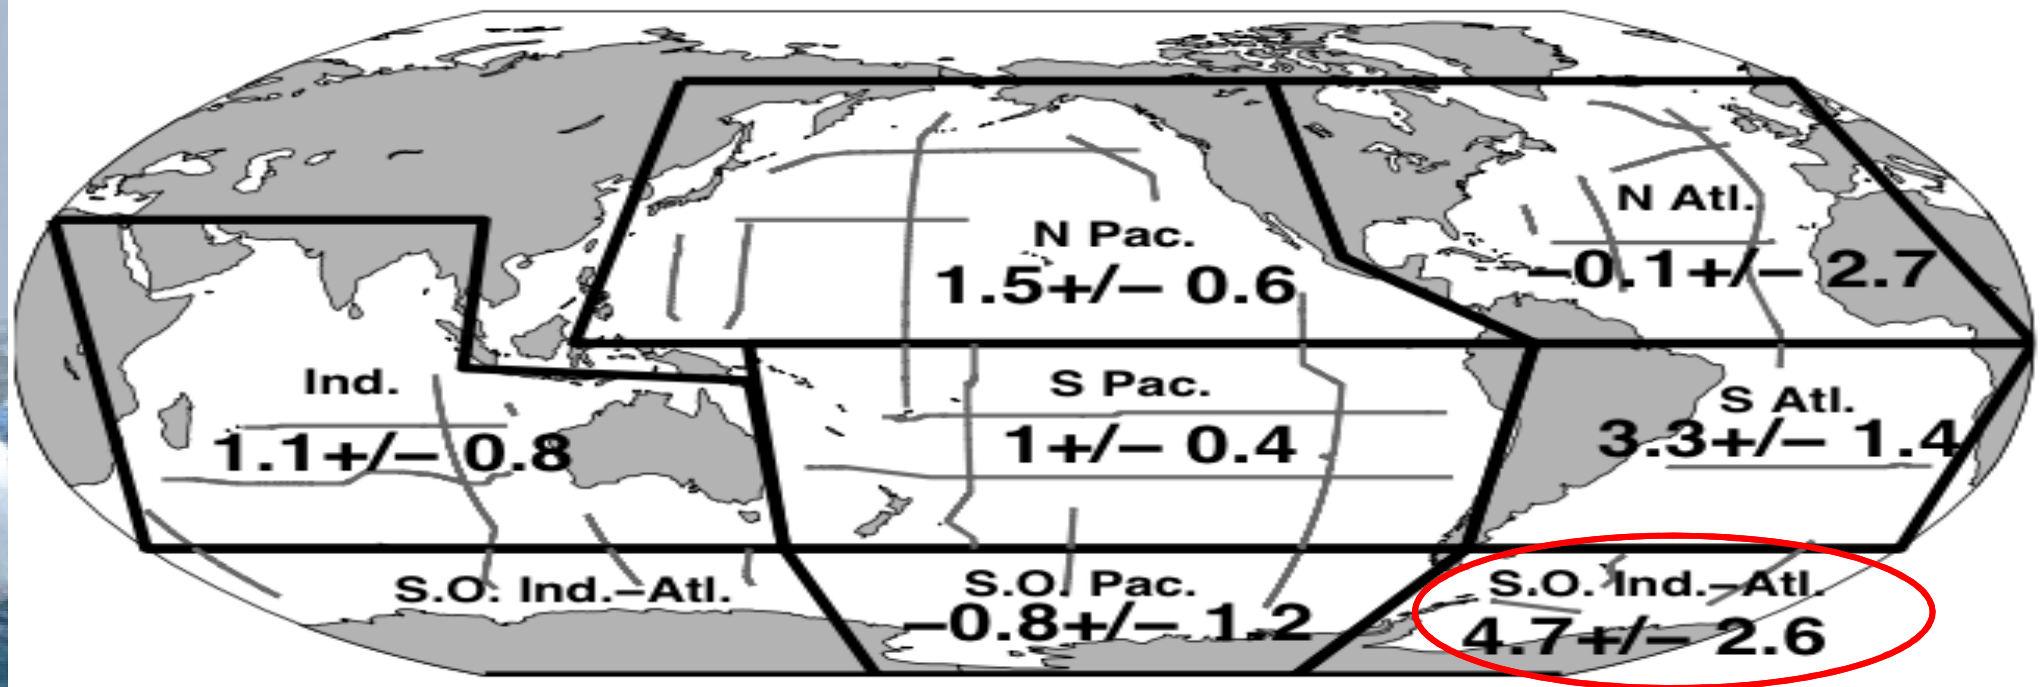 N Atl.
-0.1+/- 2.7
N Pac.
1.5+/- 0.6
Ind.
1.1+/- 0.8
S Pac.
1+/- 0.4
S Atl.
3.3+/- 1.4
S.O. Ind.-Atl.
S.O. Pac.
-0.8+/- 1.2
S.O. Ind.-Atl.
4.7+/- 2.6